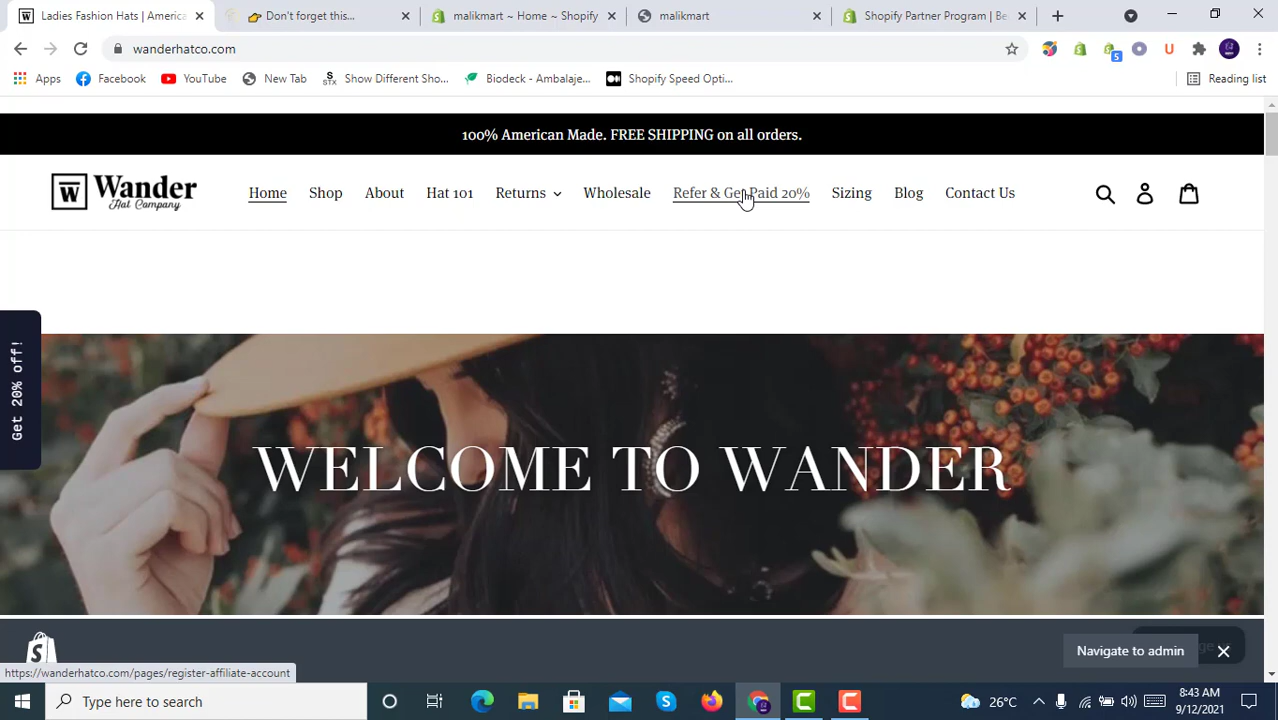 Ladies Fashion Hats | America
Don't forget this...
malikmart ~ Home ~ Shopify
malikmart
Shopify Partner Program | Be
wanderhatco.com
5
Apps
Facebook
YouTube
New Tab
STX
Show Different Sho...
Biodeck - Ambalaje...
Shopify Speed Opti...
Reading list
100% American Made. FREE SHIPPING on all orders.
W Wander
Hat Company
Home
Shop
About
Hat 101
Returns
Wholesale
Refer & Get Paid 20%
Sizing
Blog
Contact Us
Get 20% off!
WELCOME TO WANDER
Navigate to admin
https://wanderhatco.com/pages/register-affiliate-account
Type here to search
26°C
8:43 AM
9/12/2021